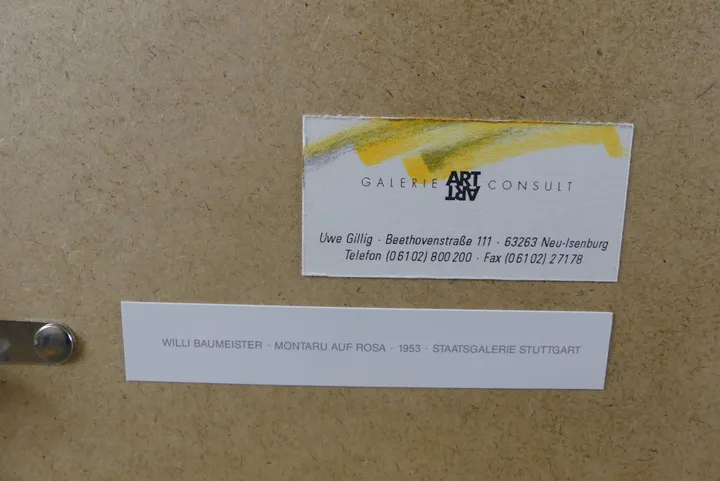 GALERIE ART CONSULT
ART
Uwe Gillig · Beethovenstraße 111 · 63263 Neu-Isenburg
Telefon (06102) 800 200 · Fax (06102) 27178
WILLI BAUMEISTER · MONTARU AUF ROSA · 1953 · STAATSGALERIE STUTTGART